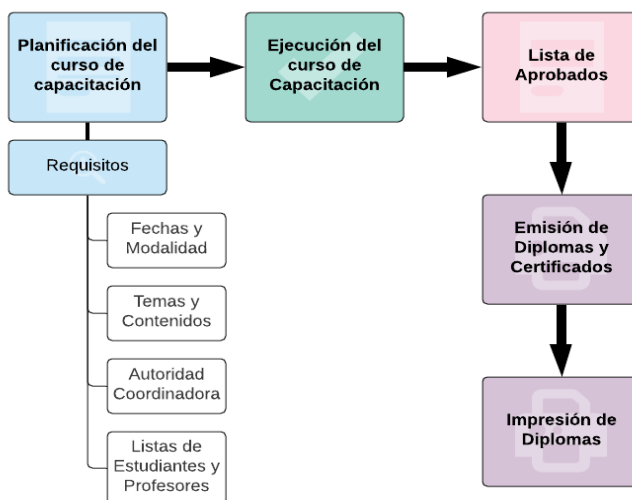 Planificación del
curso de
capacitación
Ejecución del
curso de
Capacitación
Lista de
Aprobados
Requisitos
Fechas y
Modalidad
Temas y
Contenidos
Autoridad
Coordinadora
Listas de
Estudiantes y
Profesores
Emisión de
Diplomas y
Certificados
Impresión de
Diplomas